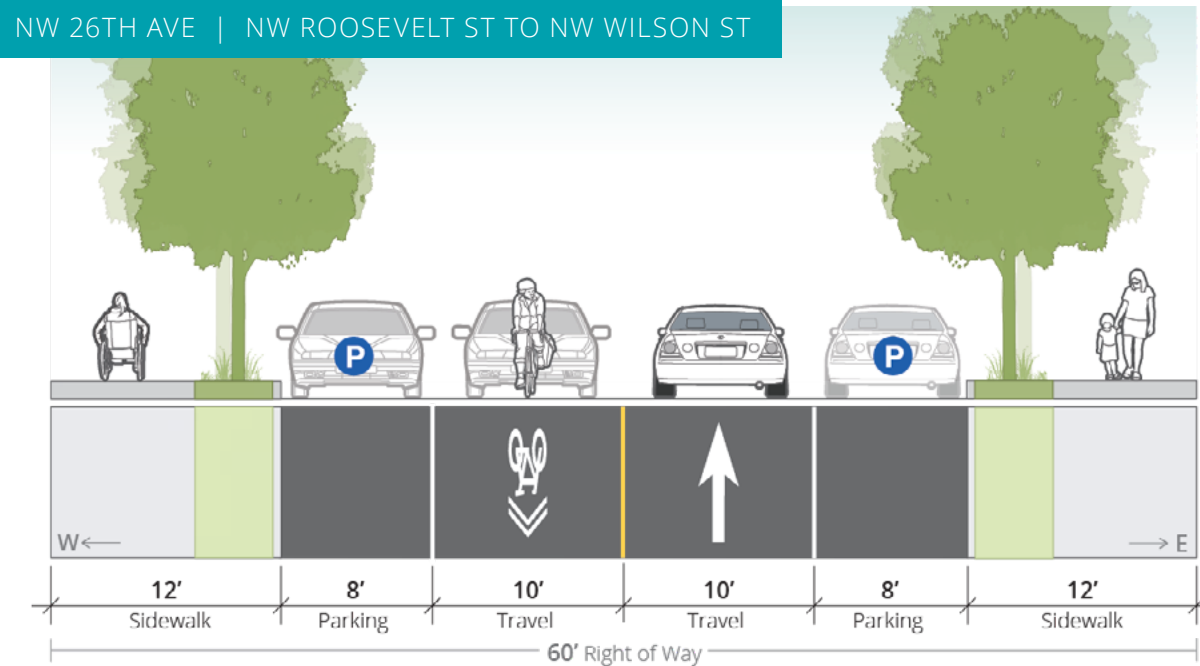 NW 26TH AVE | NW ROOSEVELT ST TO NW WILSON ST
P P
W E
12’ 8’ 10’ 10’ 8’ 12’
Sidewalk Parking Travel Travel Parking Sidewalk
60’ Right of Way